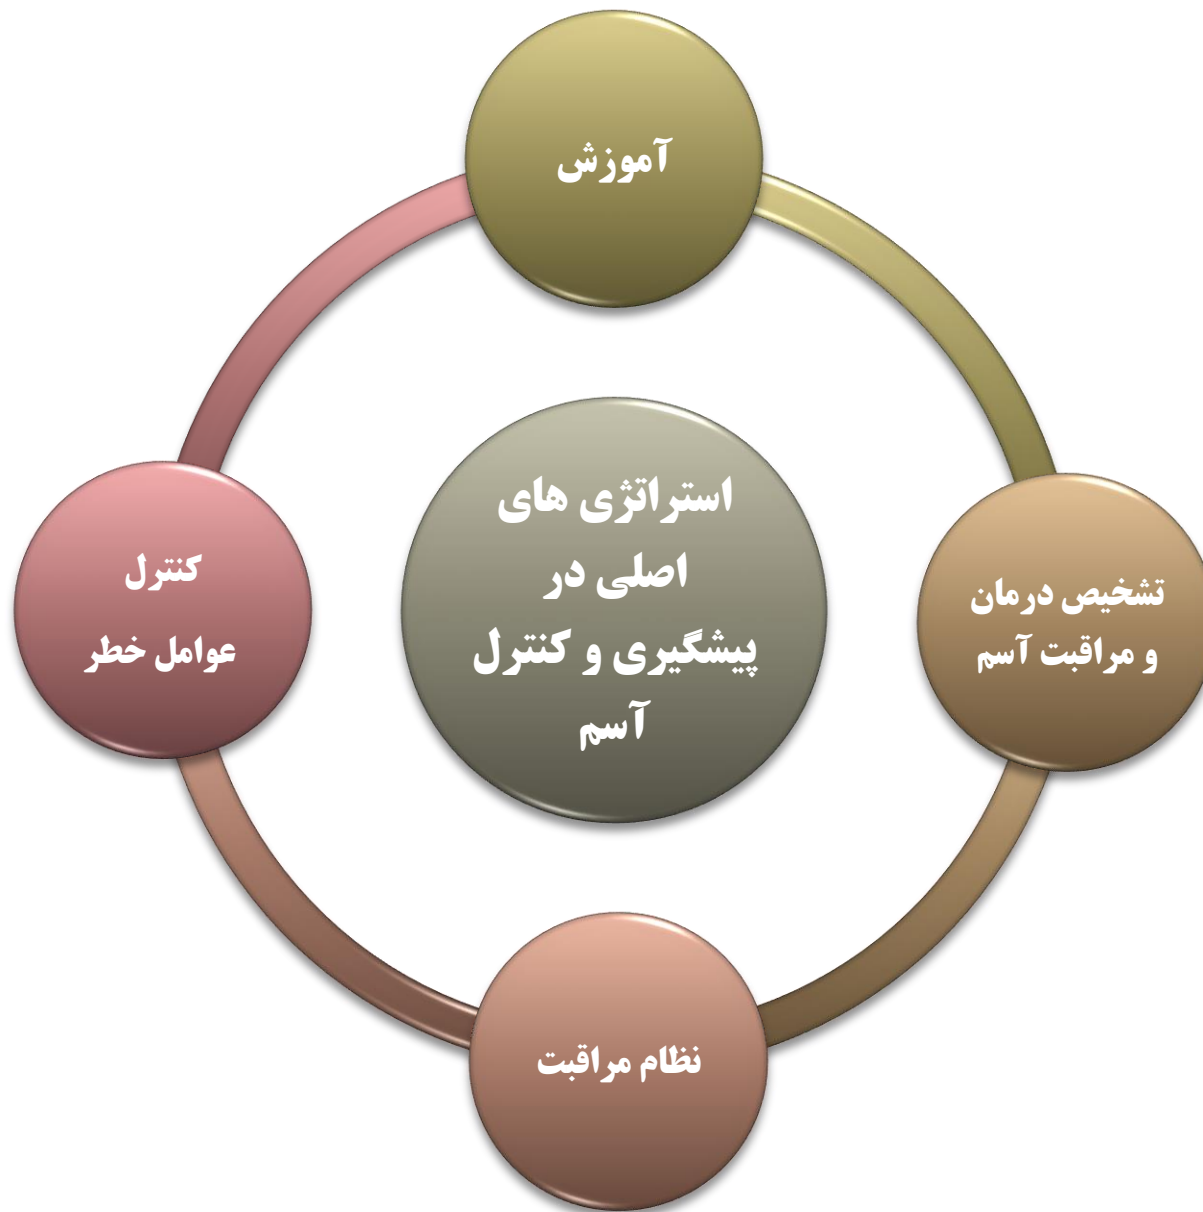 آموزش
استراتژی های
اصلی در
پیشگیری و کنترل
آسم
تشخیص درمان
و مراقبت آسم
نظام مراقبت
کنترل
عوامل خطر